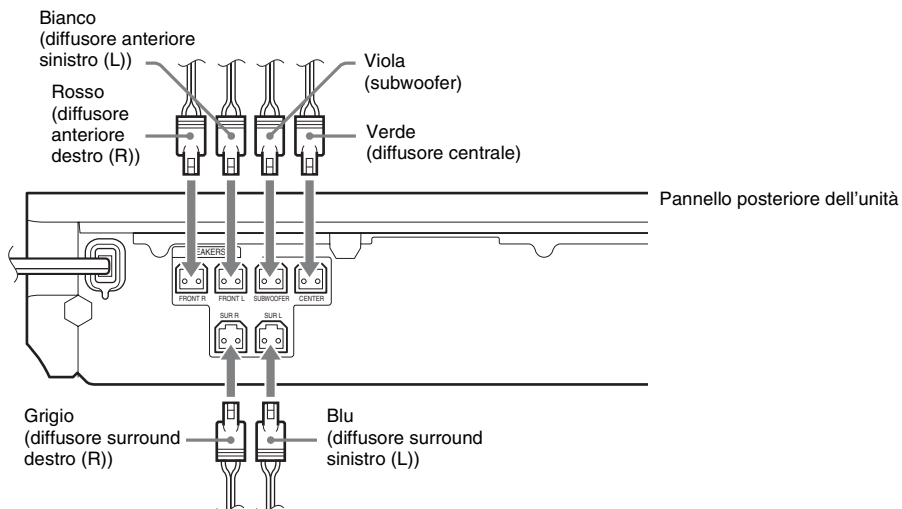 Bianco
(diffusore anteriore
sinistro (L))
Rosso
(diffusore
anteriore
destro (R))
Viola
(subwoofer)
Verde
(diffusore centrale)
Pannello posteriore dell'unità
EAKERS
FRONT R
FRONT L
SUBWOOFER
CENTER
SUR R
SUR L
Grigio
(diffusore surround
destro (R))
Blu
(diffusore surround
sinistro (L))